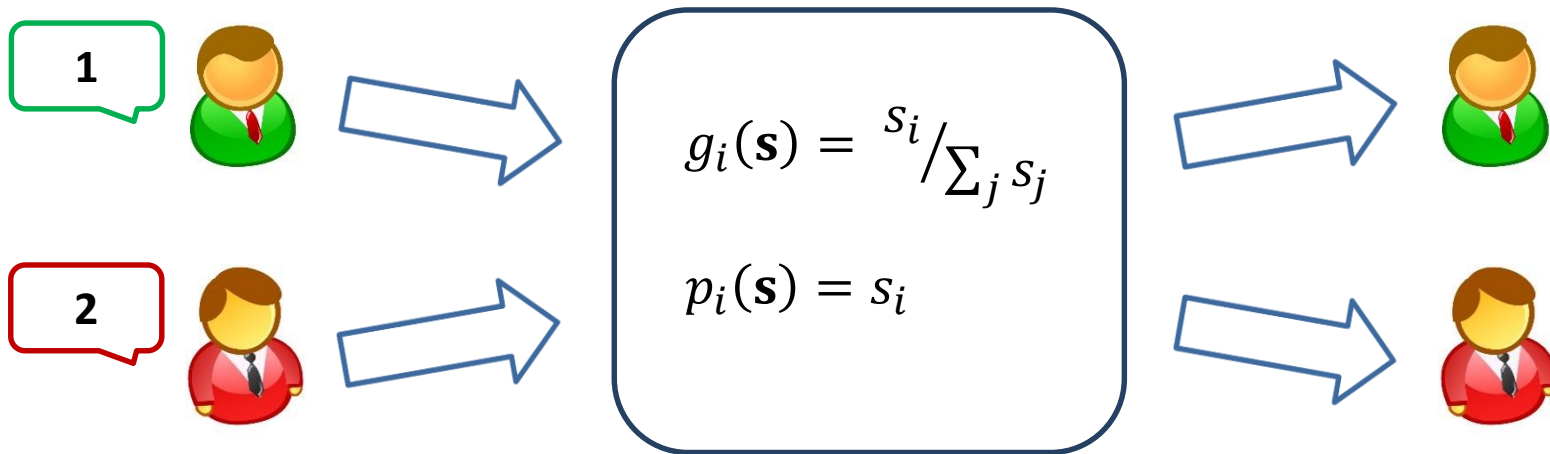 1
g_i(𝐬) = s_i/∑_j s_j
2
p_i(𝐬) = s_i